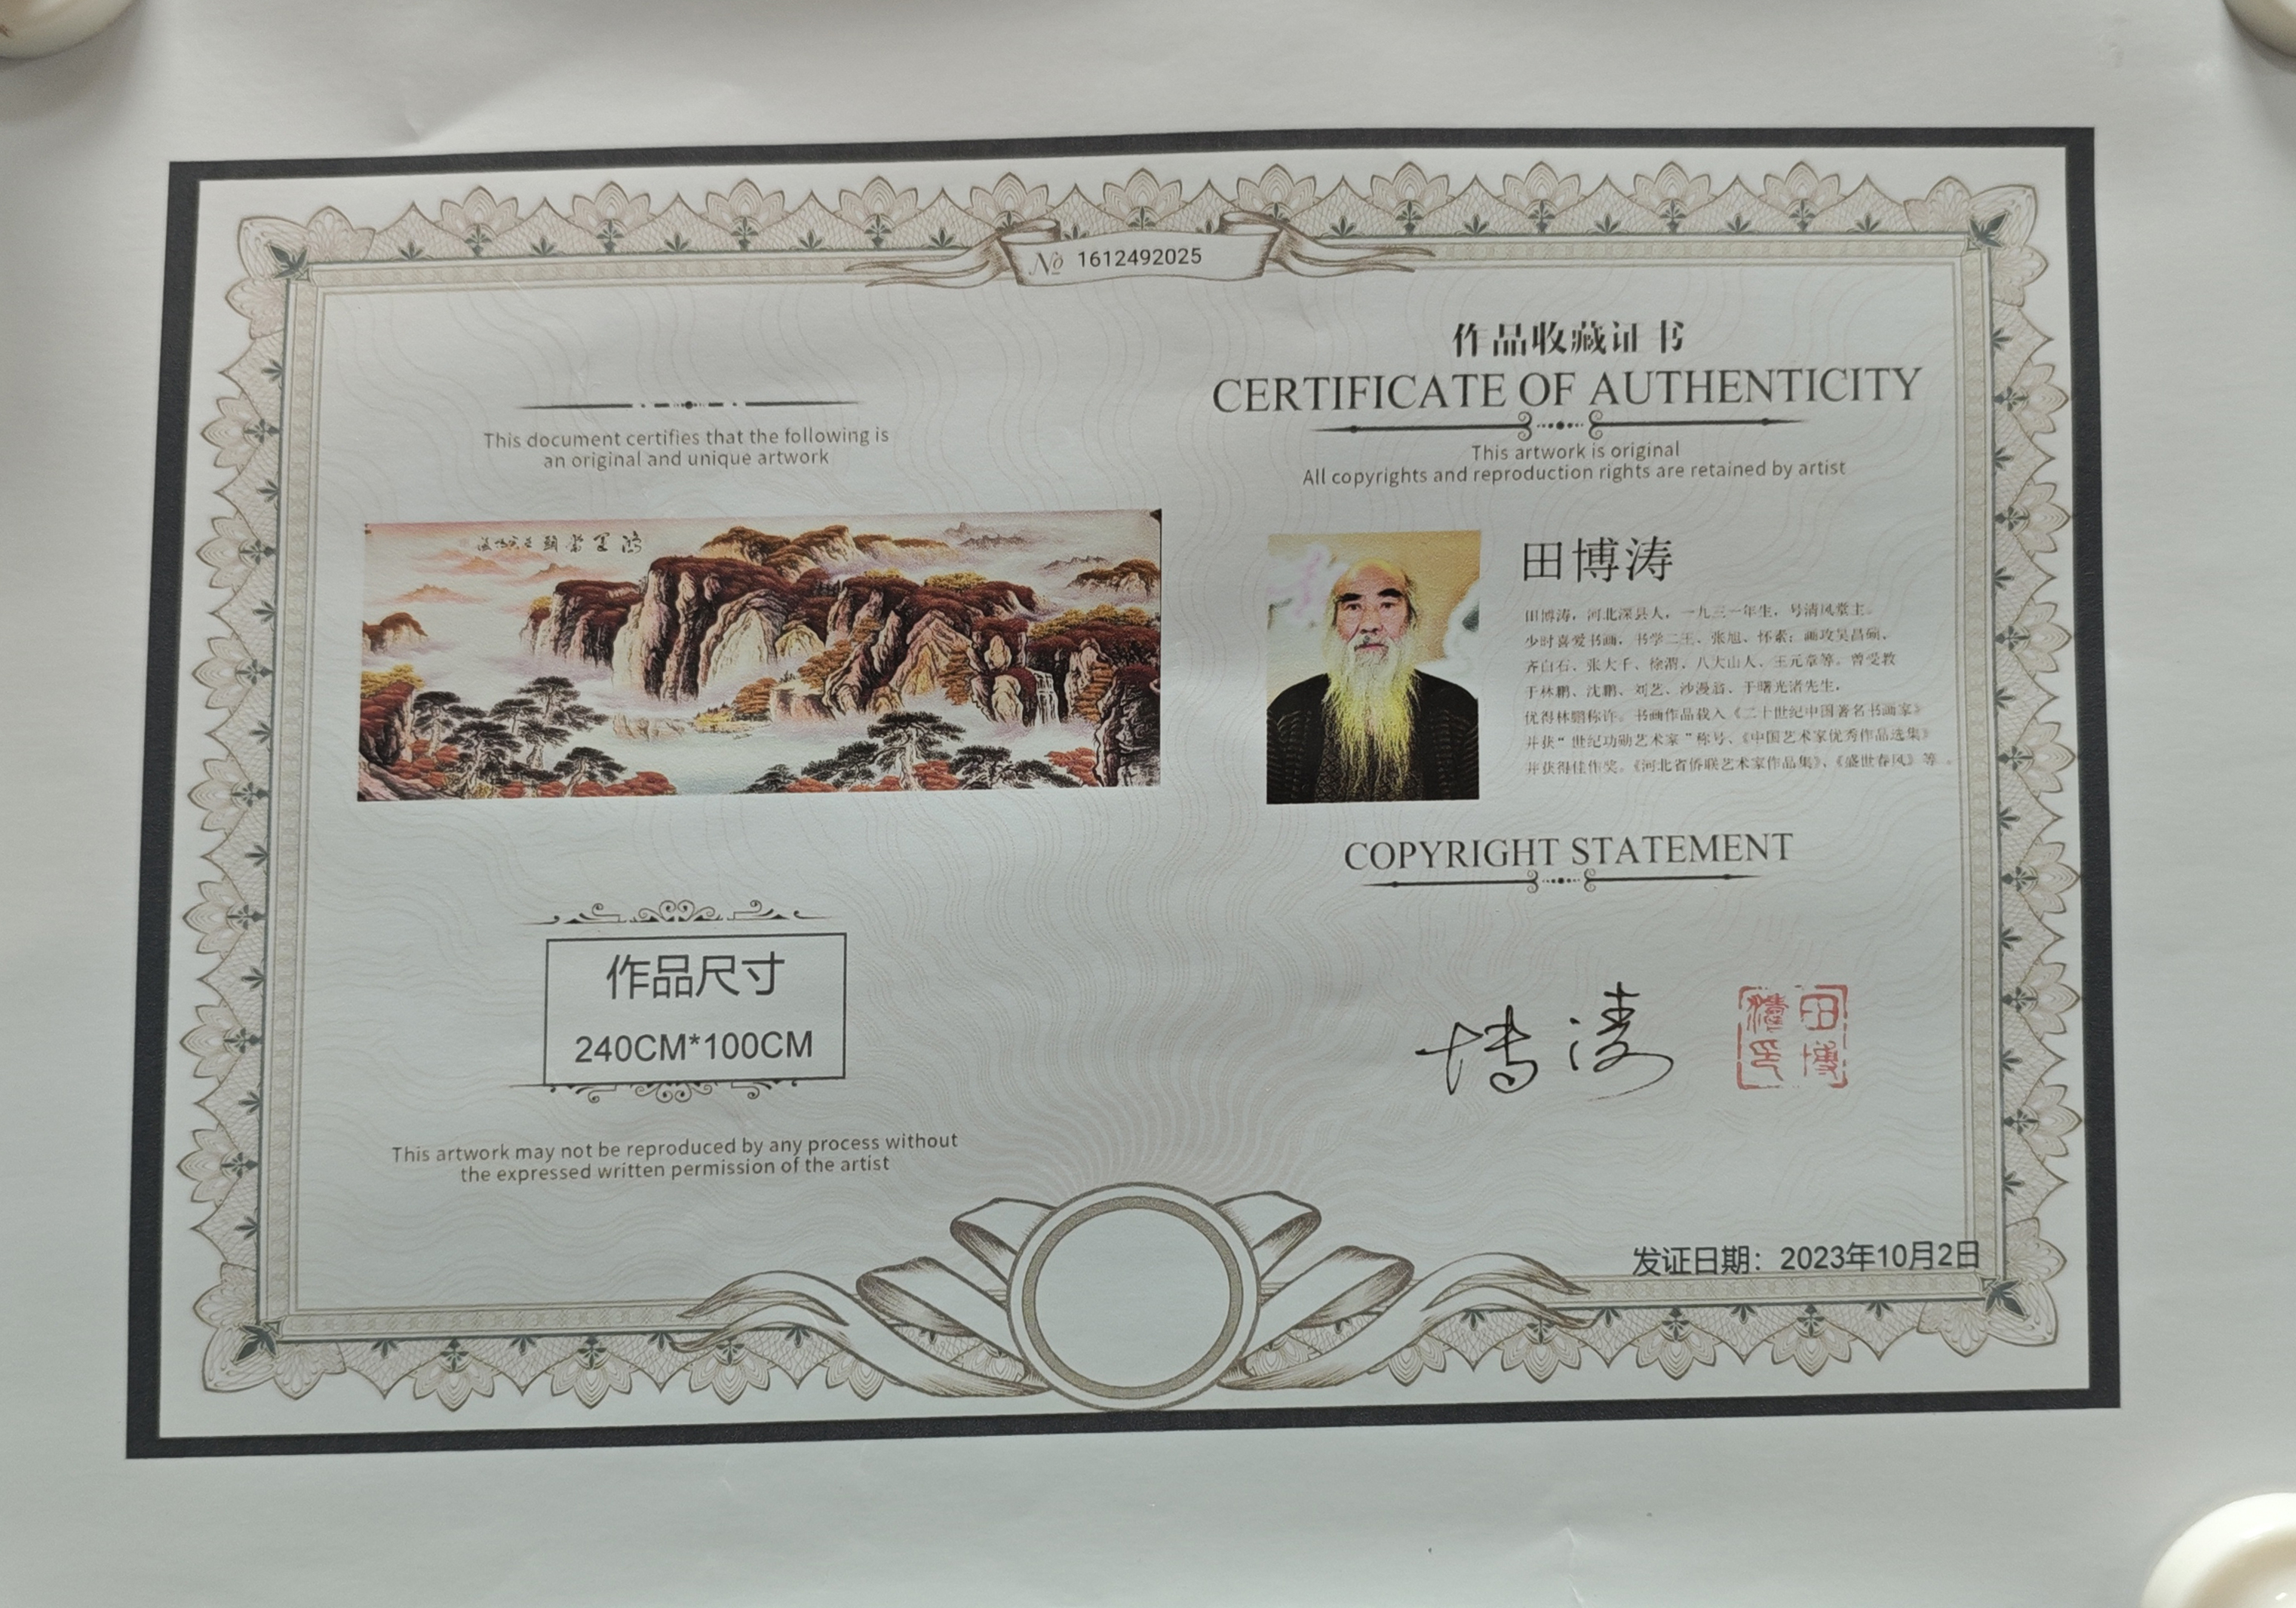 № 1612492025
This document certifies that the following is
an original and unique artwork
作品尺寸
240CM*100CM
This artwork may not be reproduced by any process without
the expressed written permission of the artist
作品收藏证书
CERTIFICATE OF AUTHENTICITY
This artwork is original
All copyrights and reproduction rights are retained by artist
田博涛
田博涛，河北深县人，一九三一年生，号清风堂主。
少时喜爱书画，书学二王、张旭、怀素；画攻吴昌硕、
齐白石、张大千、徐渭，八大山人、王元章等。曾受教
于林鹏、沈鹏、刘艺、沙漫翁、于曙光诸先生，
优得林鹏称许。书画作品载入《二十世纪中国著名书画家》
并获“世纪功勋艺术家”称号、《中国艺术家优秀作品选集》
并获得佳作奖。《河北省侨联艺术家作品集》、《盛世春风》等。
COPYRIGHT STATEMENT
博涛
田博涛印
发证日期：2023年10月2日